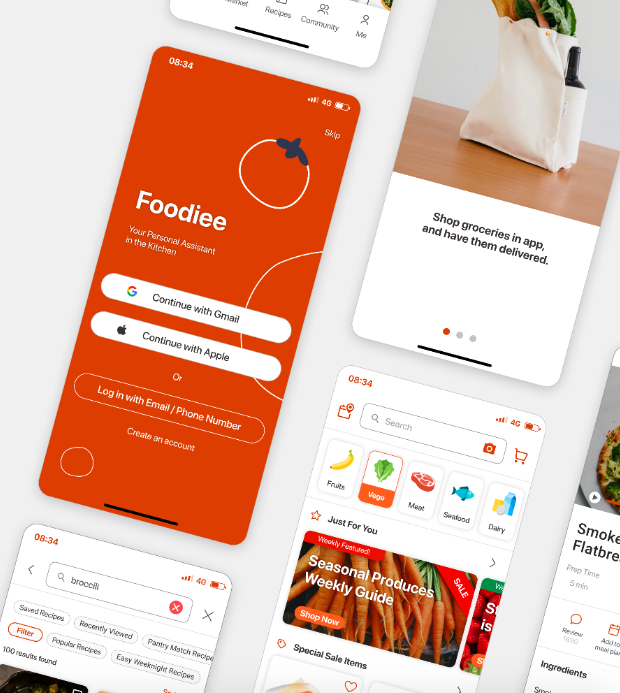 Market
Recipes
Community
Me
08:34
4G
Skip
Foodiee
Your Personal Assistant
in the Kitchen
Continue with Gmail
Continue with Apple
Or
Log in with Email / Phone Number
Create an account
Shop groceries in app,
and have them delivered.
08:34
4G
Search
Fruits
Vegs
Meat
Seafood
Dairy
Just For You
Weekly Featured!
Seasonal Produces
Weekly Guide
SALE
Shop Now
Special Sale Items
08:34
4G
broccili
Saved Recipes
Recently Viewed
Pantry Match Recipes
Filter
Popular Recipes
Easy Weeknight Recipes
100 results found
Smoke
Flatbre
Prep Time
5 min
Review
Add to
meal plan
Ingredients